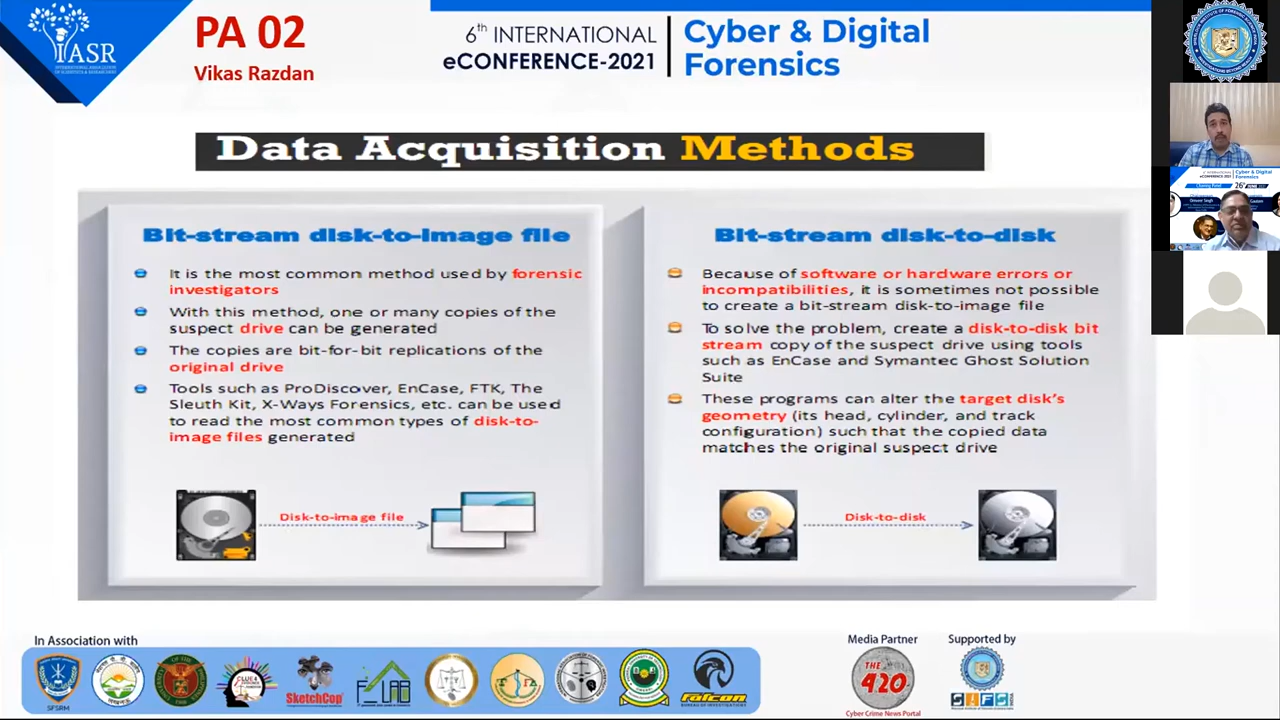 IASR
PA 02
Vikas Razdan
6th INTERNATIONAL
eCONFERENCE-2021
Cyber & Digital
Forensics
Data Acquisition Methods
Bit-stream disk-to-image file
It is the most common method used by forensic
investigators
With this method, one or many copies of the
suspect drive can be generated
The copies are bit-for-bit replications of the
original drive
Tools such as ProDiscover, EnCase, FTK, The
Sleuth Kit, X-Ways Forensics, etc. can be used
to read the most common types of disk-to-
image files generated
Disk-to-image file
Bit-stream disk-to-disk
Because of software or hardware errors or
incompatibilities, it is sometimes not possible
to create a bit-stream disk-to-image file
To solve the problem, create a disk-to-disk bit
stream copy of the suspect drive using tools
such as EnCase and Symantec Ghost Solution
Suite
These programs can alter the target disk's
geometry (its head, cylinder, and track
configuration) such that the copied data
matches the original suspect drive
Disk-to-disk
Cyber & Digital
Forensics
In Association with
SFSRM
SketchCop
Falcon
Media Partner
THE
420
Cyber Crime News Portal
Supported by
SIFS